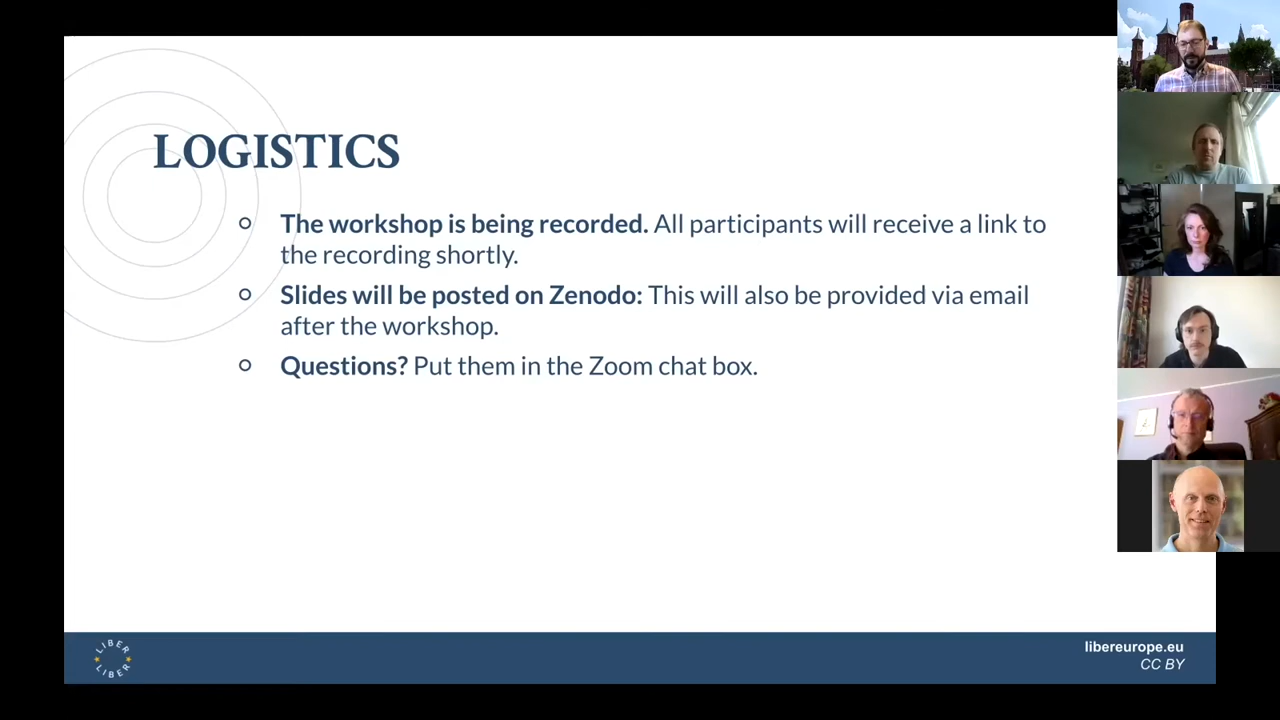 LOGISTICS
The workshop is being recorded. All participants will receive a link to
the recording shortly.
Slides will be posted on Zenodo: This will also be provided via email
after the workshop.
Questions? Put them in the Zoom chat box.
LIBER
LIBER
libereurope.eu
CC BY